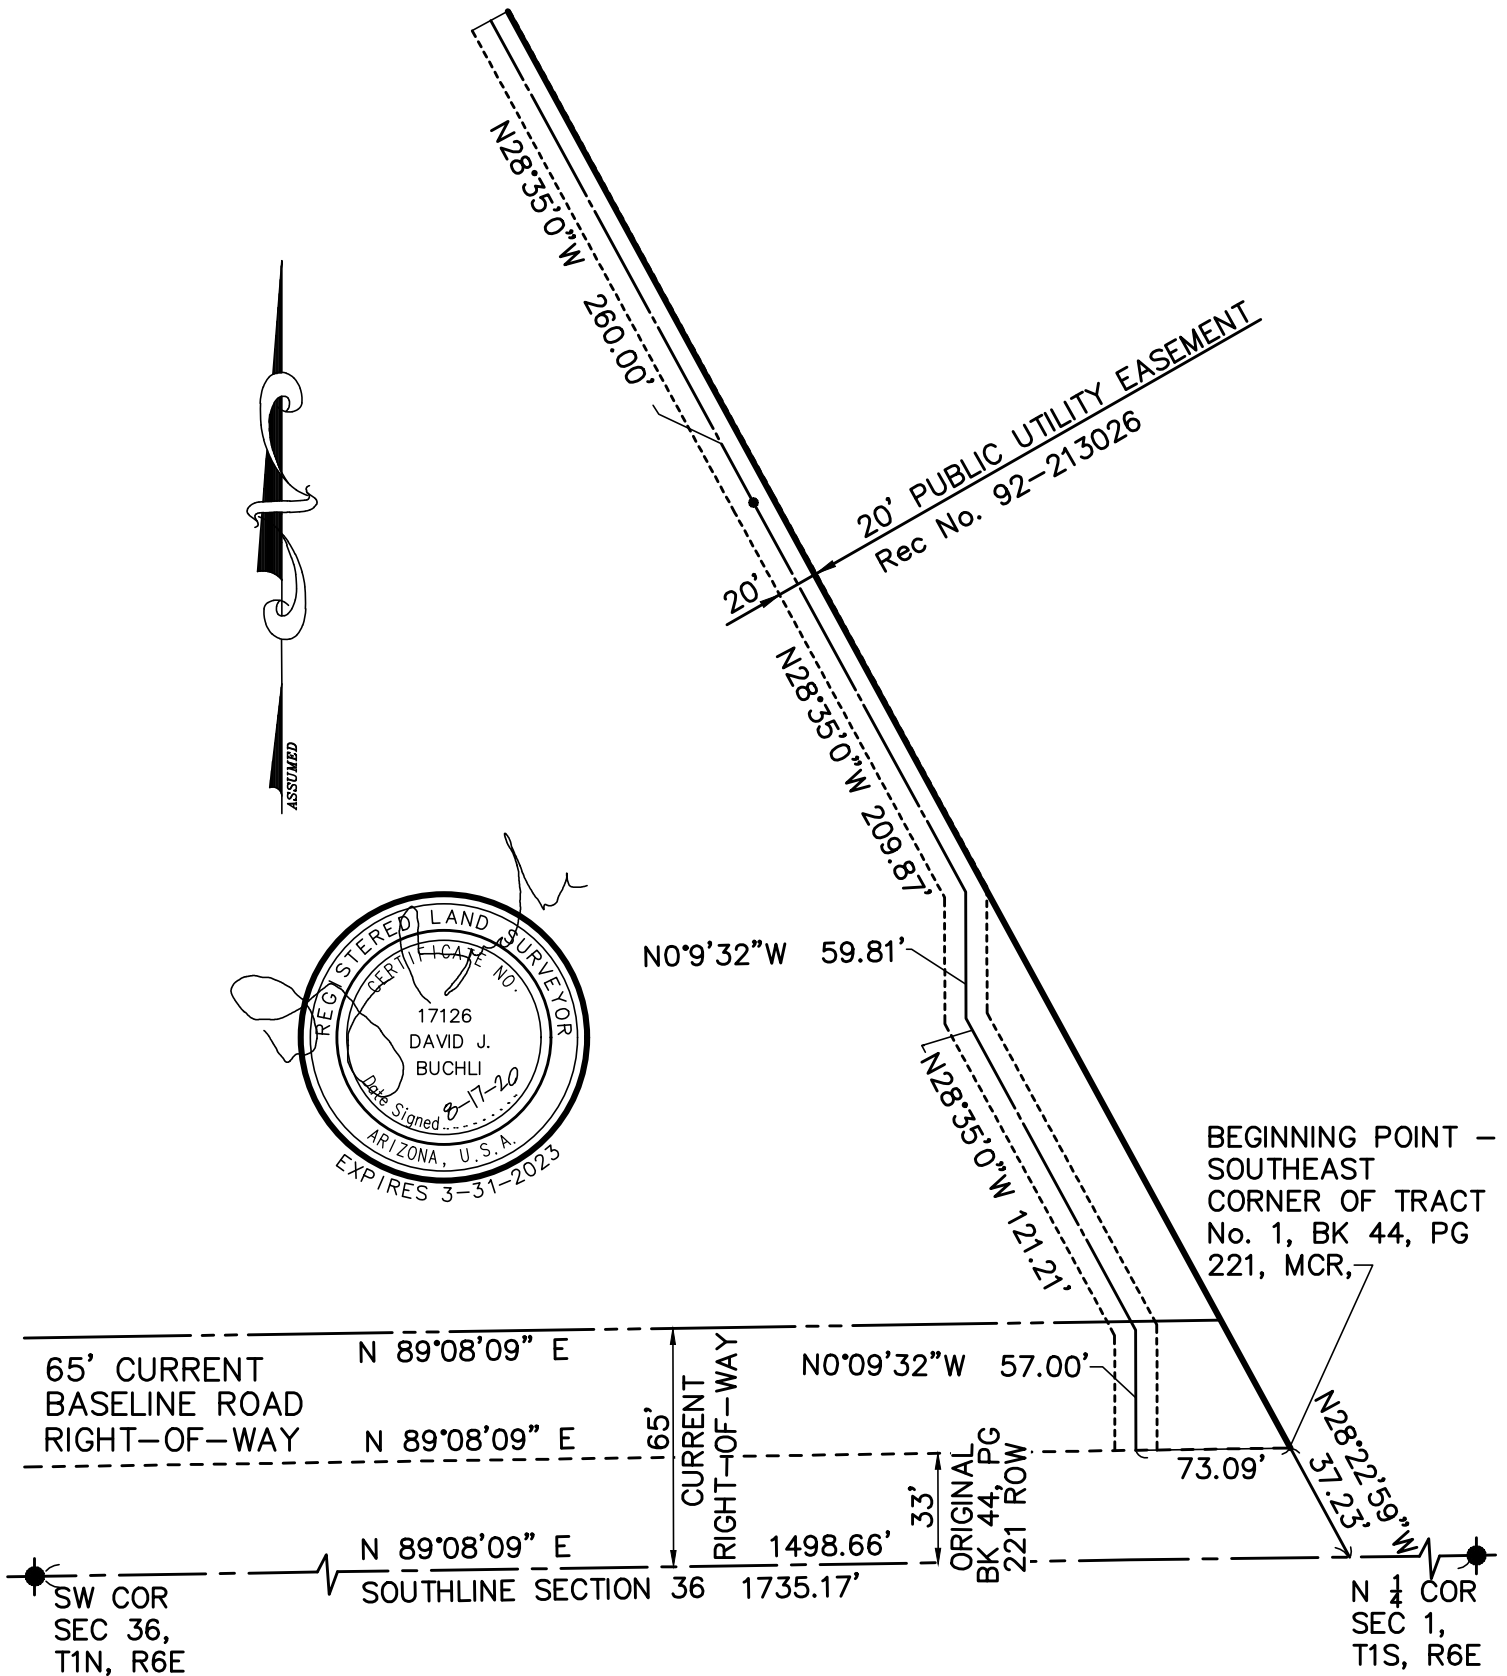 N28°35'0"W 260.00'
20' PUBLIC UTILITY EASEMENT
Rec No. 92-213026
20'
N28°35'0"W 209.87'
ASSUMED
N0°9'32"W 59.81'
REGISTERED LAND SURVEYOR
CERTIFICATE NO.
17126
DAVID J.
BUCHLI
Date Signed 8-17-20
ARIZONA, U.S.A.
EXPIRES 3-31-2023
N28°35'0"W 121.21'
BEGINNING POINT -
SOUTHEAST
CORNER OF TRACT
No. 1, BK 44, PG
221, MCR,
65' CURRENT
BASELINE ROAD
RIGHT-OF-WAY
N 89°08'09" E
N 89°08'09" E
65'
CURRENT
RIGHT-OF-WAY
N0°09'32"W 57.00'
33'
ORIGINAL
BK 44, PG
221 ROW
73.09'
N28°22'59"W
37.23'
N 89°08'09" E
1498.66'
SOUTHLINE SECTION 36 1735.17'
SW COR
SEC 36,
T1N, R6E
N 1/4 COR
SEC 1,
T1S, R6E